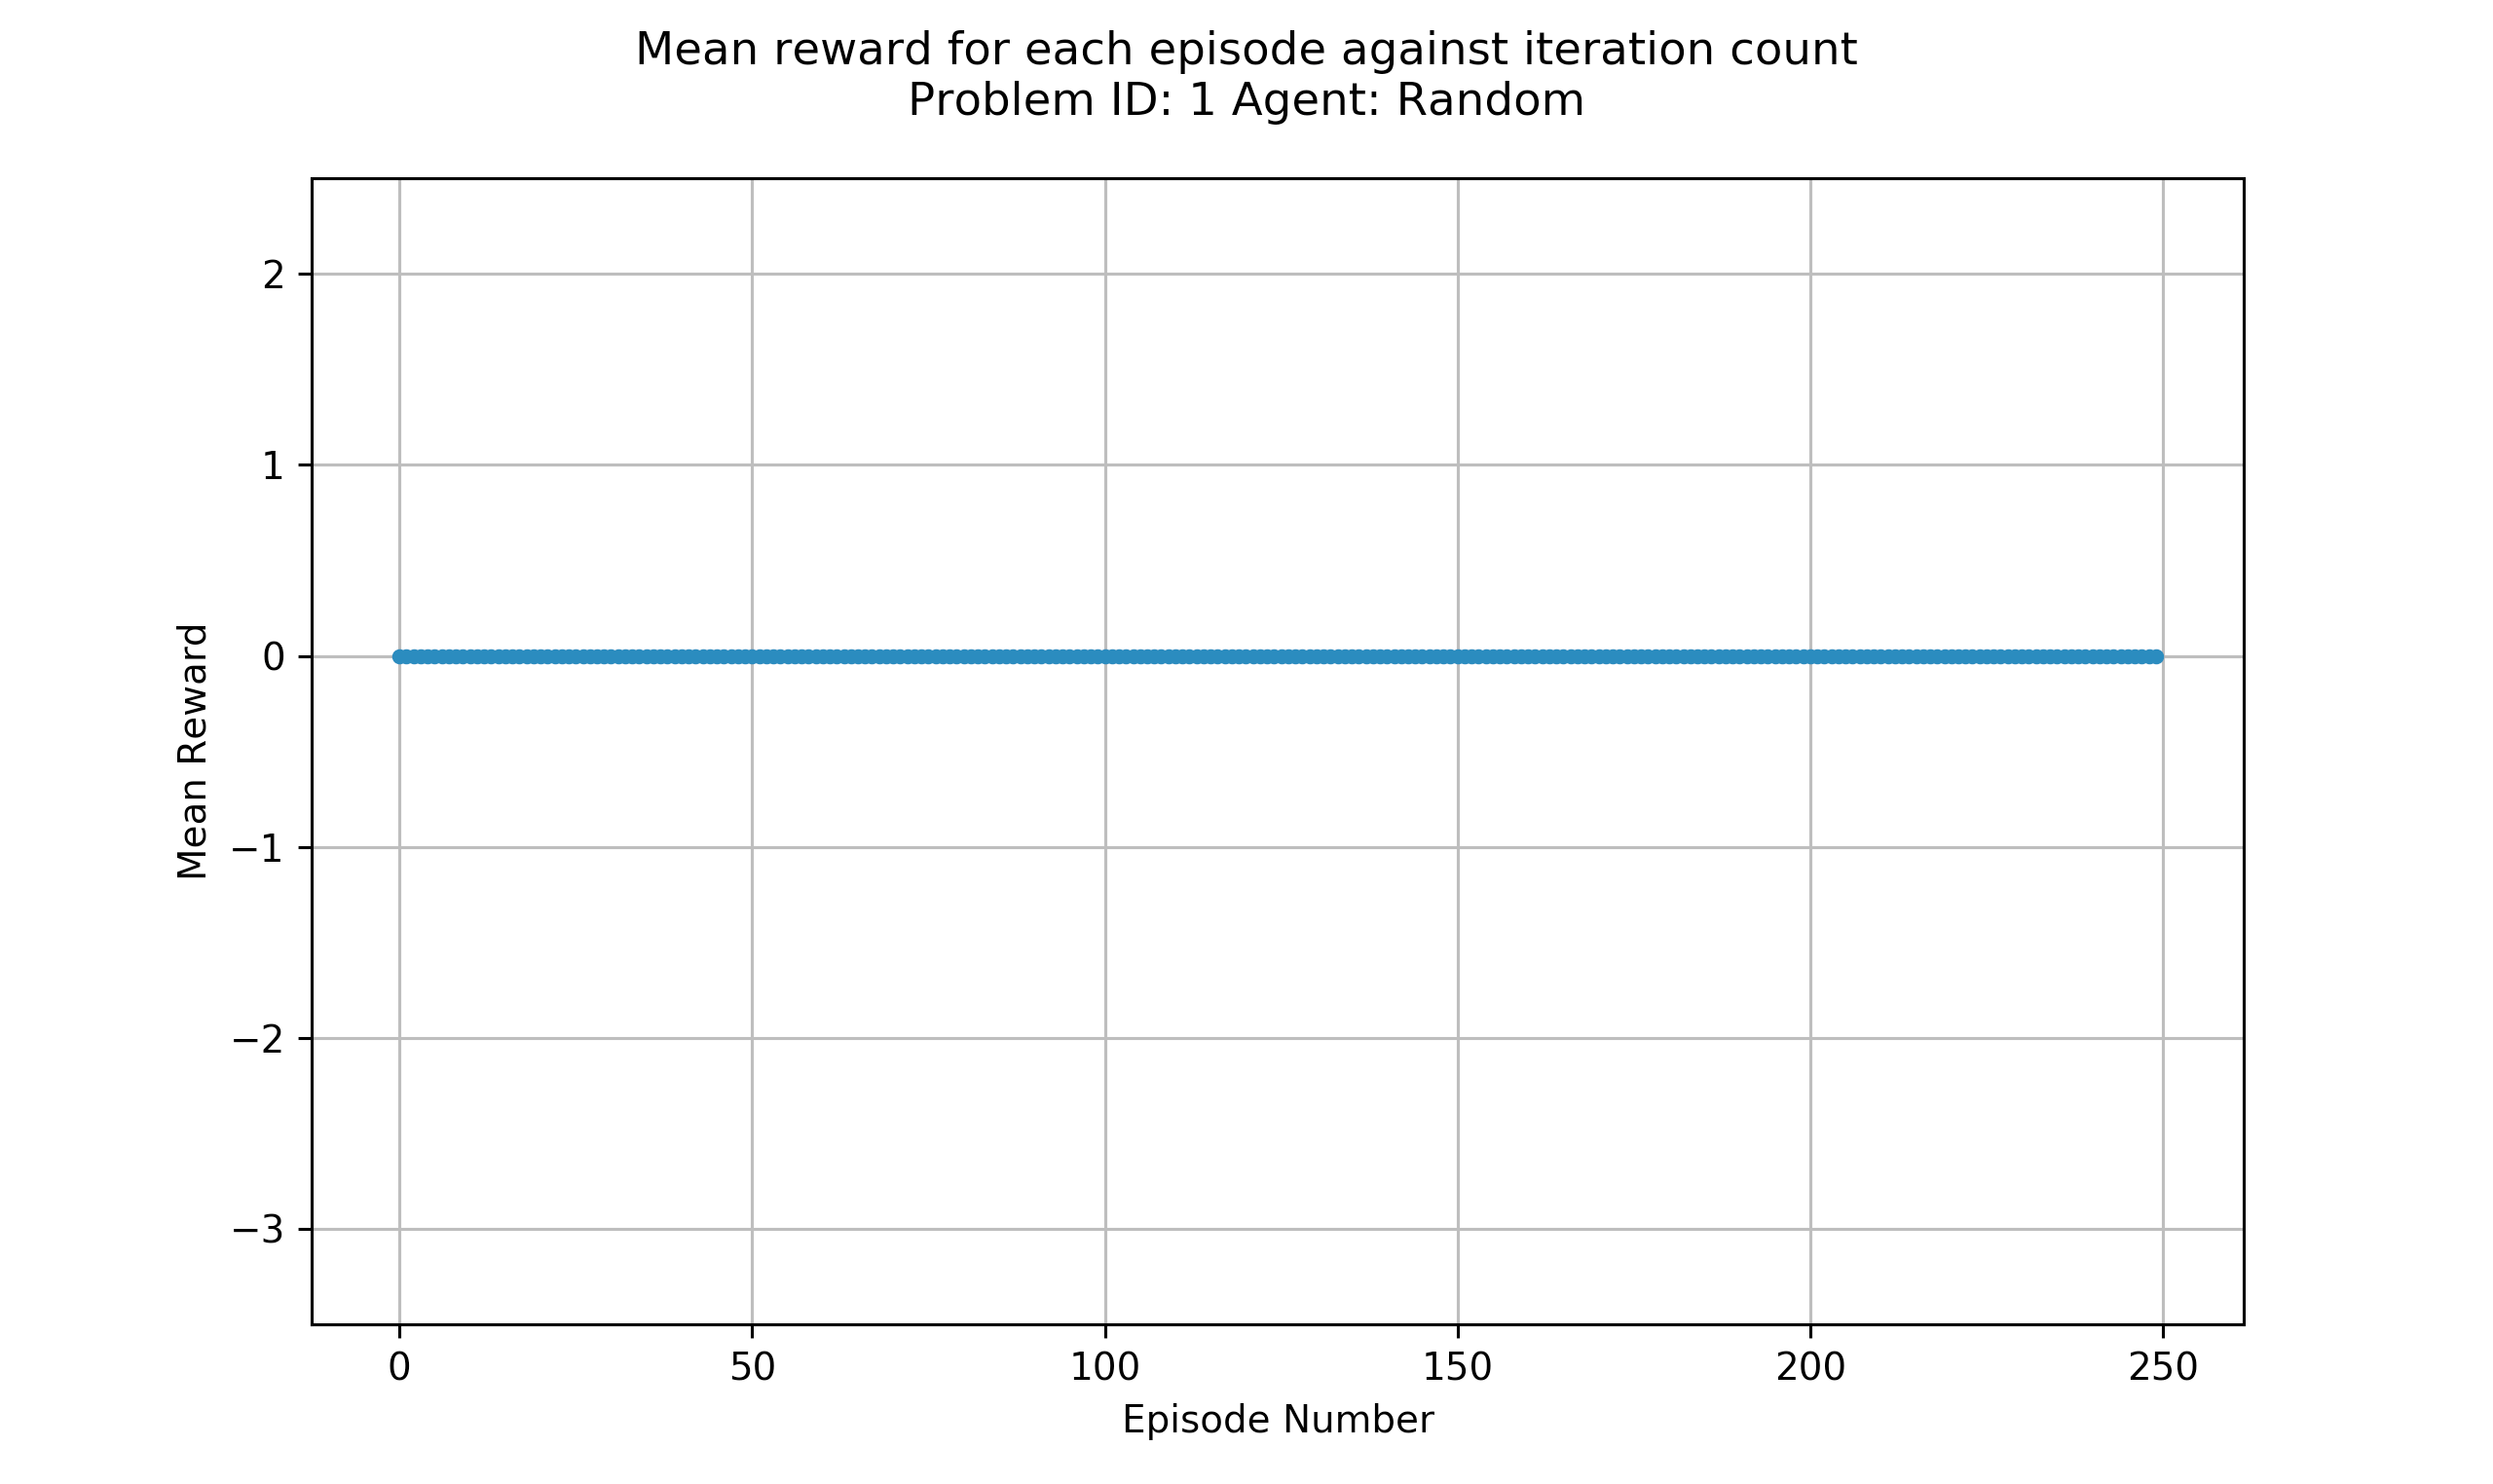 Mean reward for each episode against iteration count
Problem ID: 1 Agent: Random
2
1
0
−1
−2
−3
Mean Reward
0 50 100 150 200 250
Episode Number